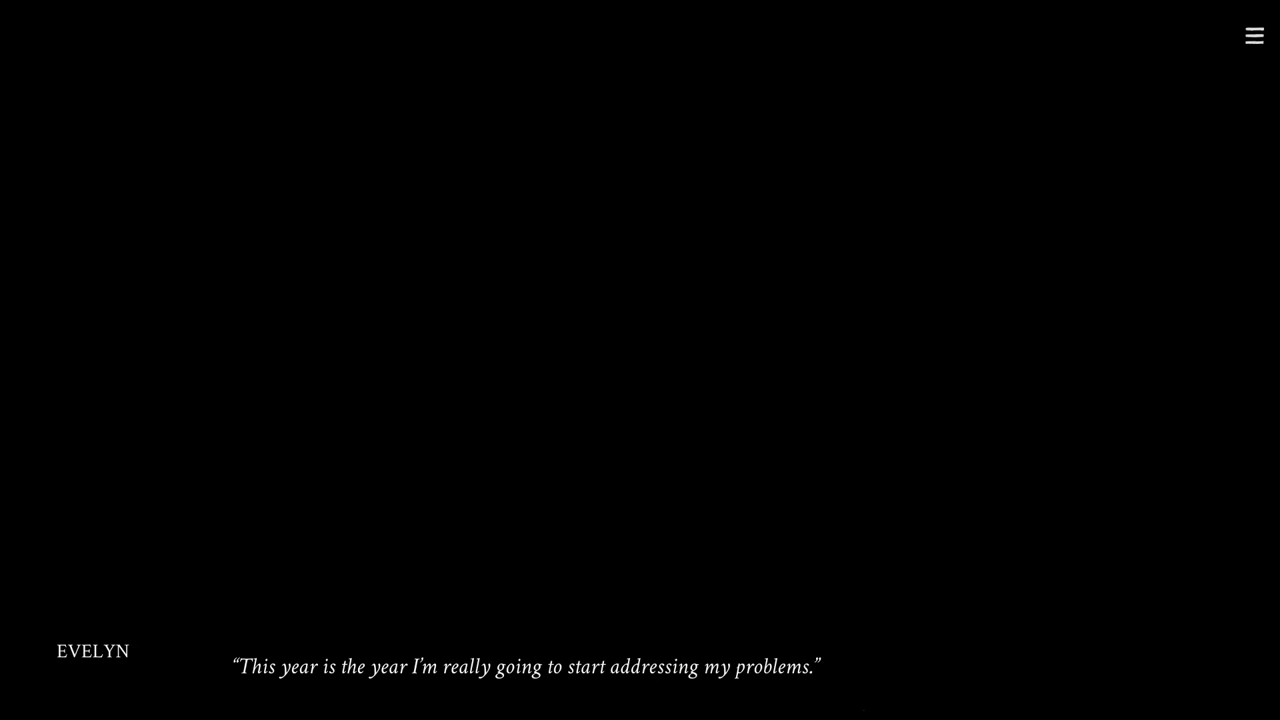 EVELYN
“This year is the year I’m really going to start addressing my problems.”